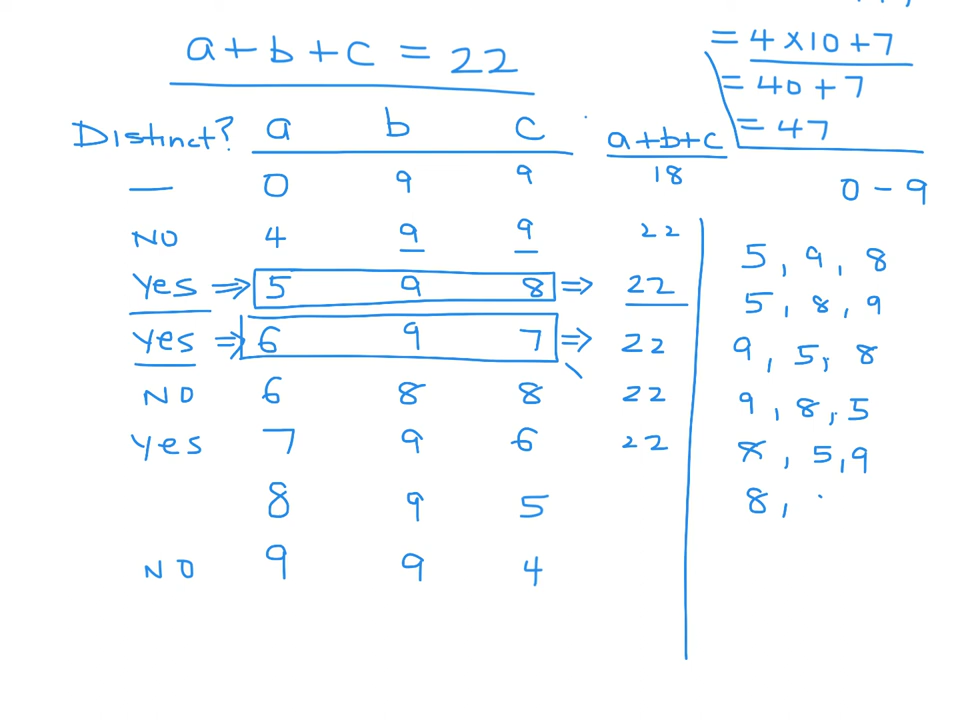 a+b+c = 22
= 4 x 10 + 7
= 40 + 7
= 47
0 - 9
Distinct? a b c a+b+c
— 0 9 9 18
NO 4 9 9 22
Yes ⇒ 5 9 8 ⇒ 22
Yes ⇒ 6 9 7 ⇒ 22
NO 6 8 8 22
Yes 7 9 6 22
8 9 5
NO 9 9 4
5, 9, 8
5, 8, 9
9, 5, 8
9, 8, 5
8, 5, 9
8,